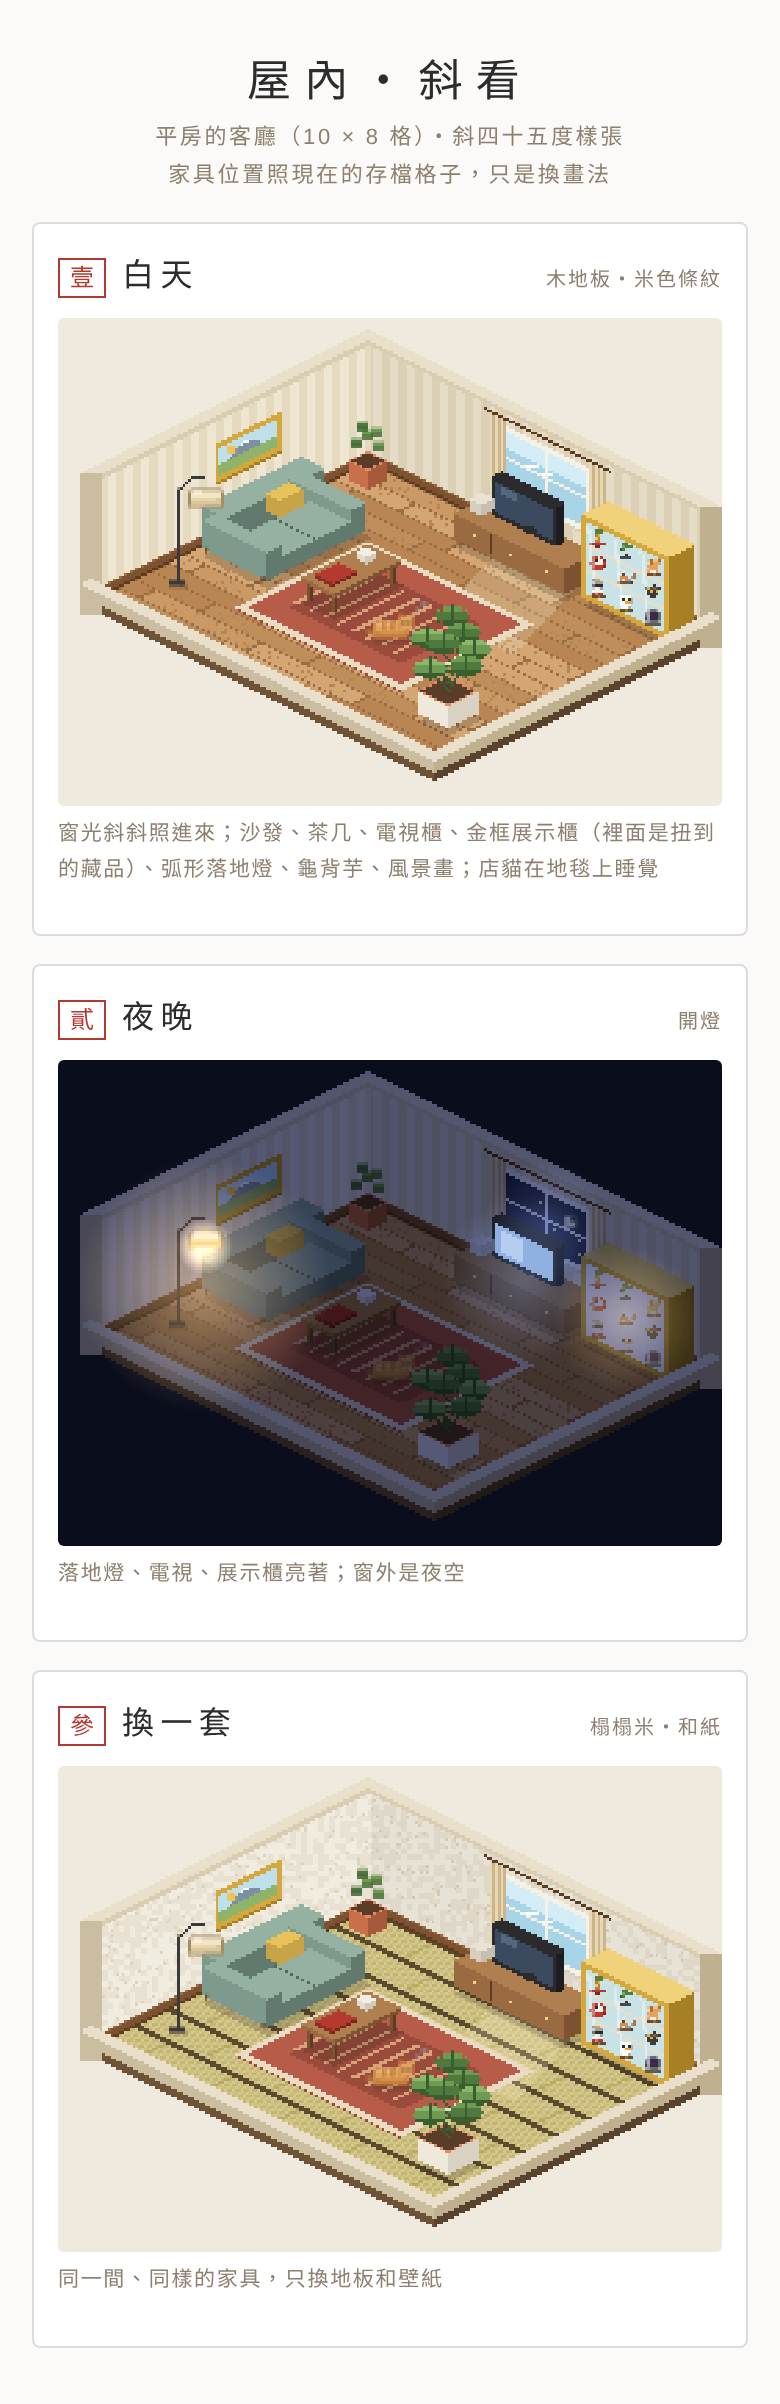 屋內・斜看
平房的客廳（10 × 8 格）・斜四十五度樣張
家具位置照現在的存檔格子，只是換畫法
壹 白天 木地板・米色條紋
窗光斜斜照進來；沙發、茶几、電視櫃、金框展示櫃（裡面是扭到
的藏品）、弧形落地燈、龜背芋、風景畫；店貓在地毯上睡覺
貳 夜晚 開燈
落地燈、電視、展示櫃亮著；窗外是夜空
參 換一套 榻榻米・和紙
同一間、同樣的家具，只換地板和壁紙